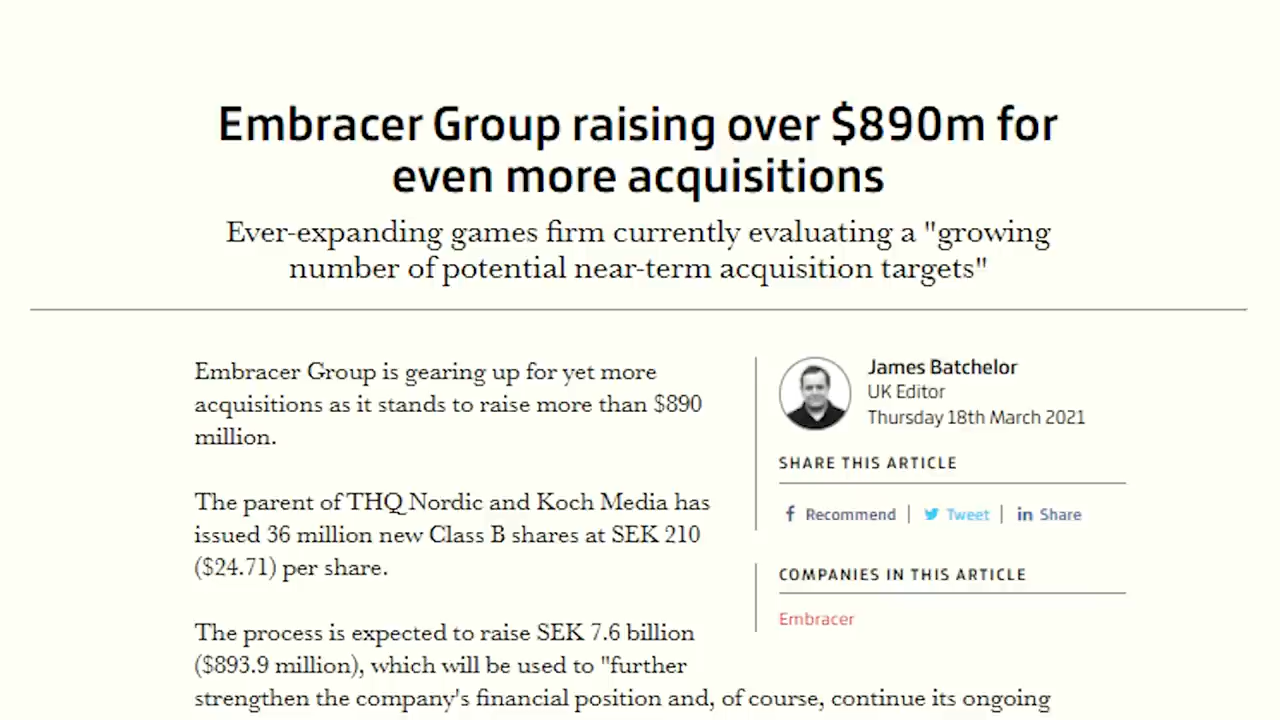 Embracer Group raising over $890m for
even more acquisitions
Ever-expanding games firm currently evaluating a "growing
number of potential near-term acquisition targets"
Embracer Group is gearing up for yet more
acquisitions as it stands to raise more than $890
million.
The parent of THQ Nordic and Koch Media has
issued 36 million new Class B shares at SEK 210
($24.71) per share.
The process is expected to raise SEK 7.6 billion
($893.9 million), which will be used to "further
strengthen the company's financial position and, of course, continue its ongoing
James Batchelor
UK Editor
Thursday 18th March 2021
SHARE THIS ARTICLE
f Recommend | Tweet | in Share
COMPANIES IN THIS ARTICLE
Embracer